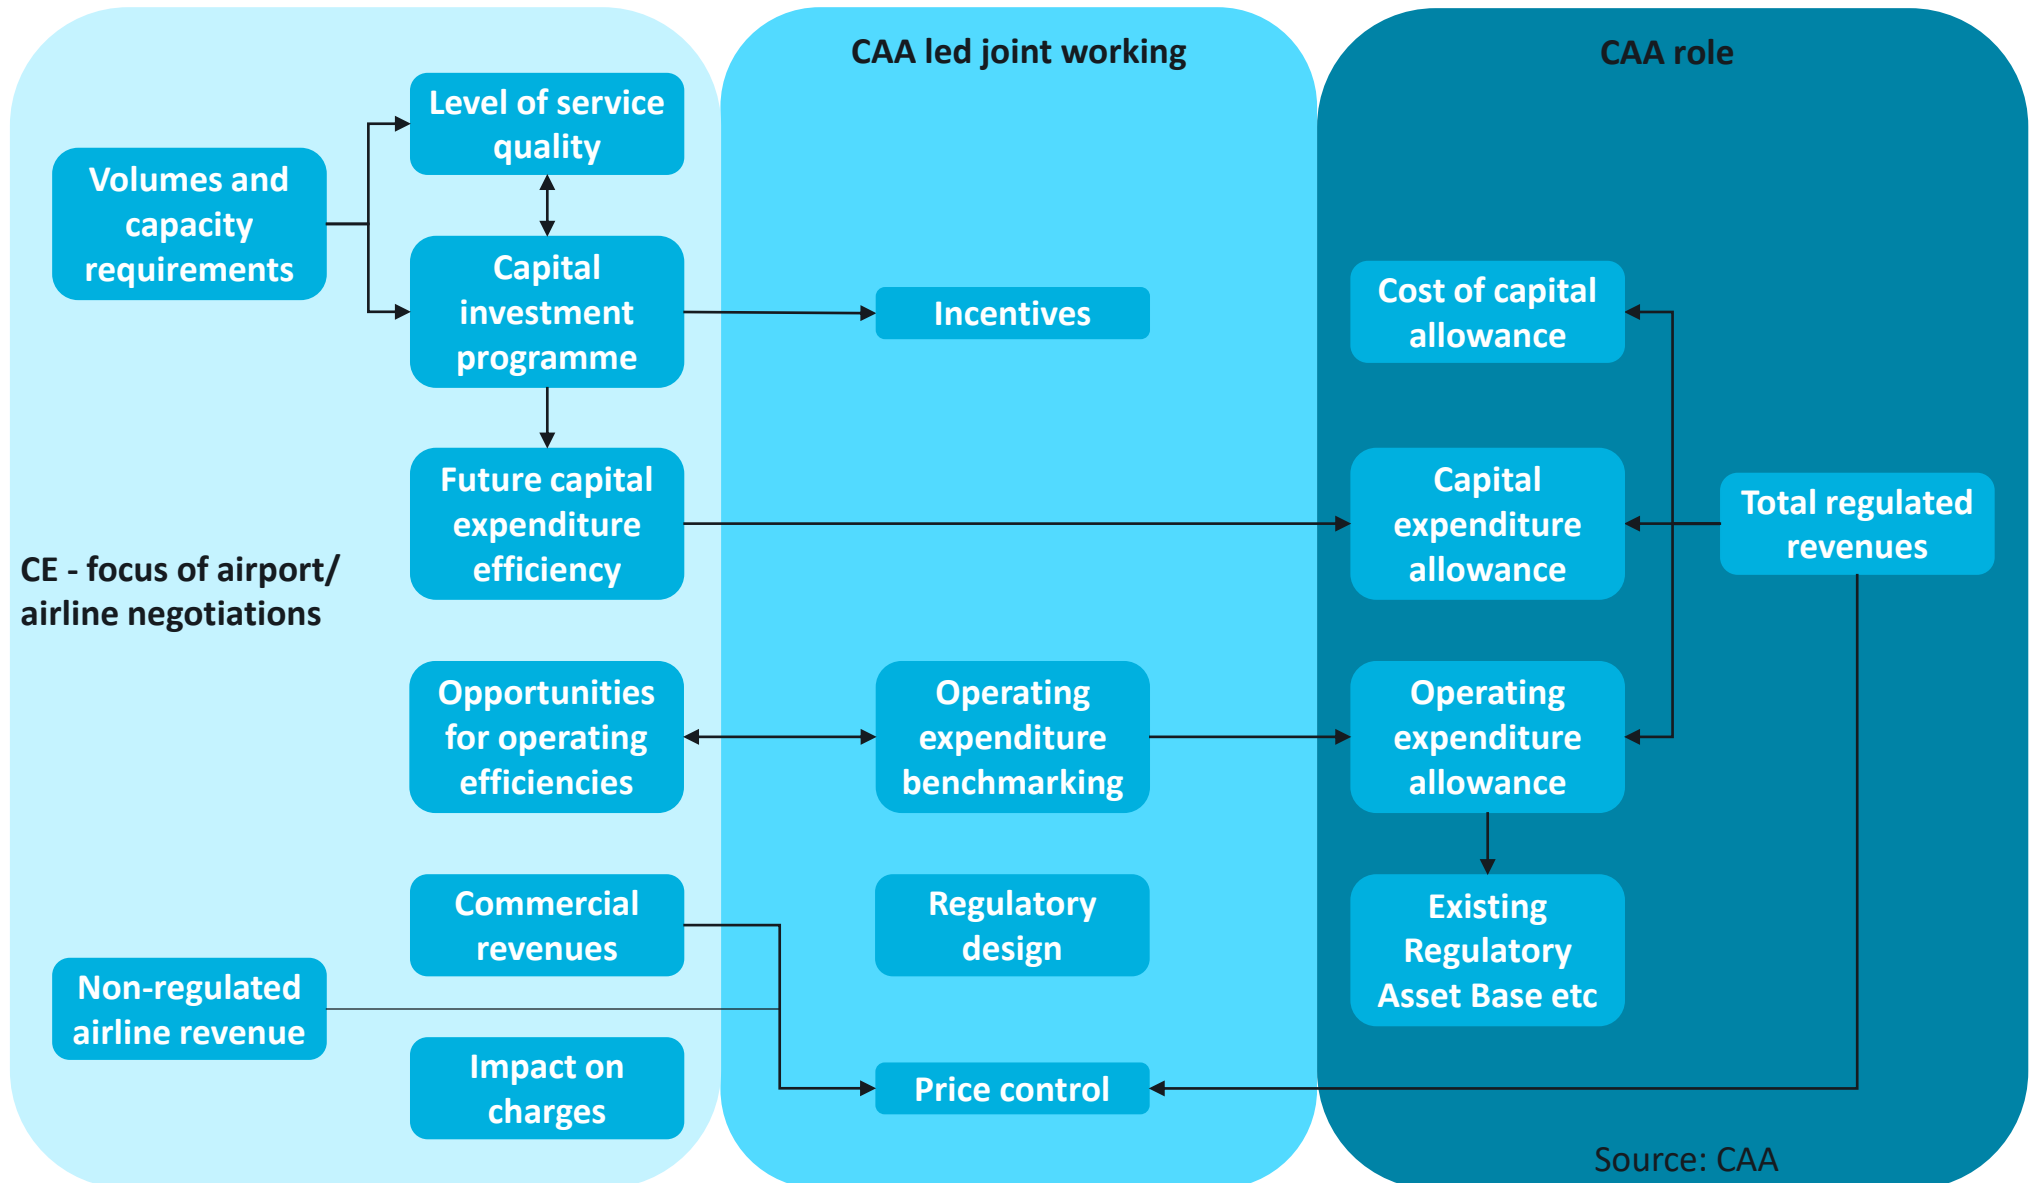 CAA led joint working
CAA role
Level of service
quality
Volumes and
capacity
requirements
Capital
investment
programme
Incentives
Cost of capital
allowance
Future capital
expenditure
efficiency
Capital
expenditure
allowance
Total regulated
revenues
CE - focus of airport/
airline negotiations
Opportunities
for operating
efficiencies
Operating
expenditure
benchmarking
Operating
expenditure
allowance
Commercial
revenues
Regulatory
design
Existing
Regulatory
Asset Base etc
Non-regulated
airline revenue
Impact on
charges
Price control
Source: CAA